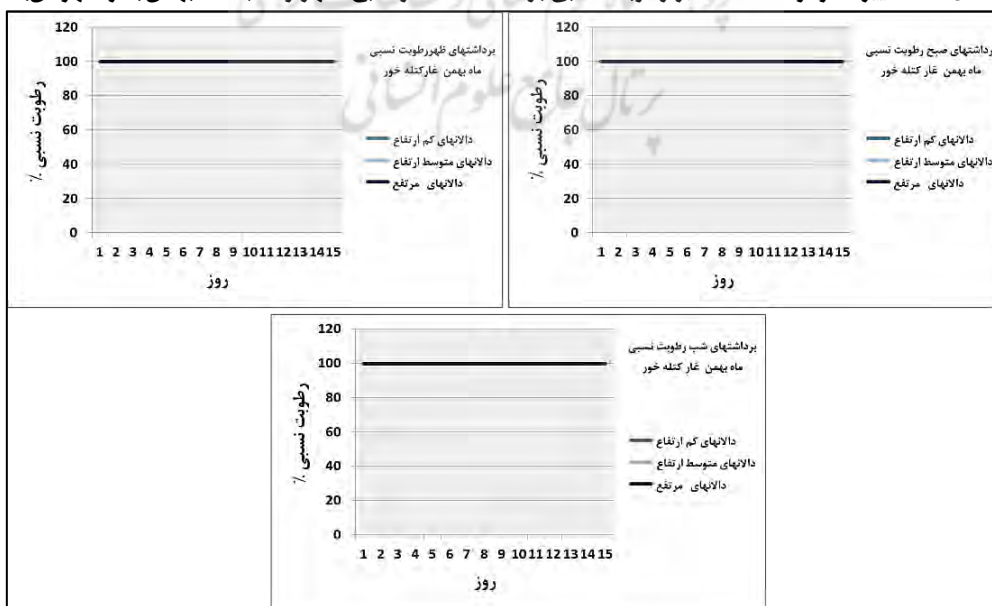 برداشتهای صبح رطوبت نسبی
ماه بهمن غار کتله خور
رطوبت نسبی %
120
100
80
60
40
20
0
دالانهای کم ارتفاع
دالانهای متوسط ارتفاع
دالانهای مرتفع
1 2 3 4 5 6 7 8 9 10 11 12 13 14 15
روز
برداشتهای ظهررطوبت نسبی
ماه بهمن غارکتله خور
رطوبت نسبی %
120
100
80
60
40
20
0
دالانهای کم ارتفاع
دالانهای متوسط ارتفاع
دالانهای مرتفع
1 2 3 4 5 6 7 8 9 10 11 12 13 14 15
روز
برداشتهای شب رطوبت نسبی
ماه بهمن غار کتله خور
رطوبت نسبی %
120
100
80
60
40
20
0
دالانهای کم ارتفاع
دالانهای متوسط ارتفاع
دالانهای مرتفع
1 2 3 4 5 6 7 8 9 10 11 12 13 14 15
روز
پرتال جامع علوم انسانی